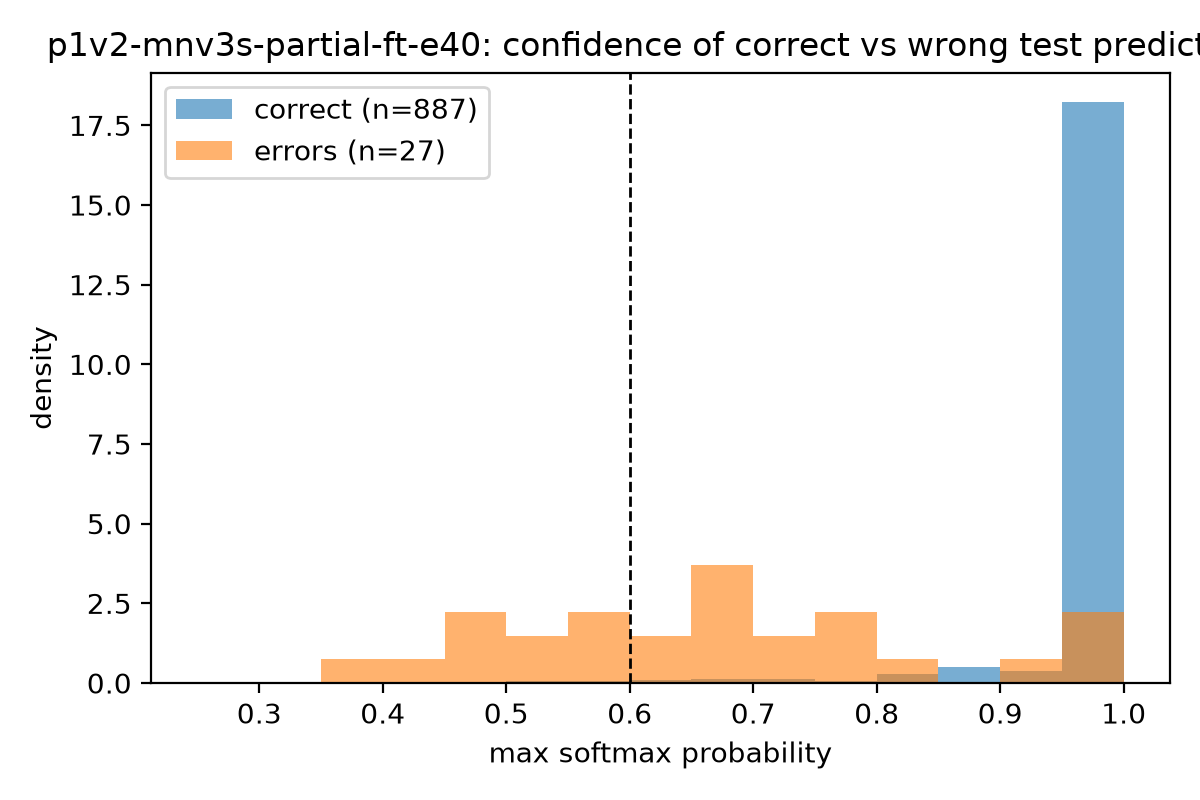 p1v2-mnv3s-partial-ft-e40: confidence of correct vs wrong test predict
correct (n=887)
errors (n=27)
17.5
15.0
12.5
10.0
7.5
5.0
2.5
0.0
density
0.3 0.4 0.5 0.6 0.7 0.8 0.9 1.0
max softmax probability